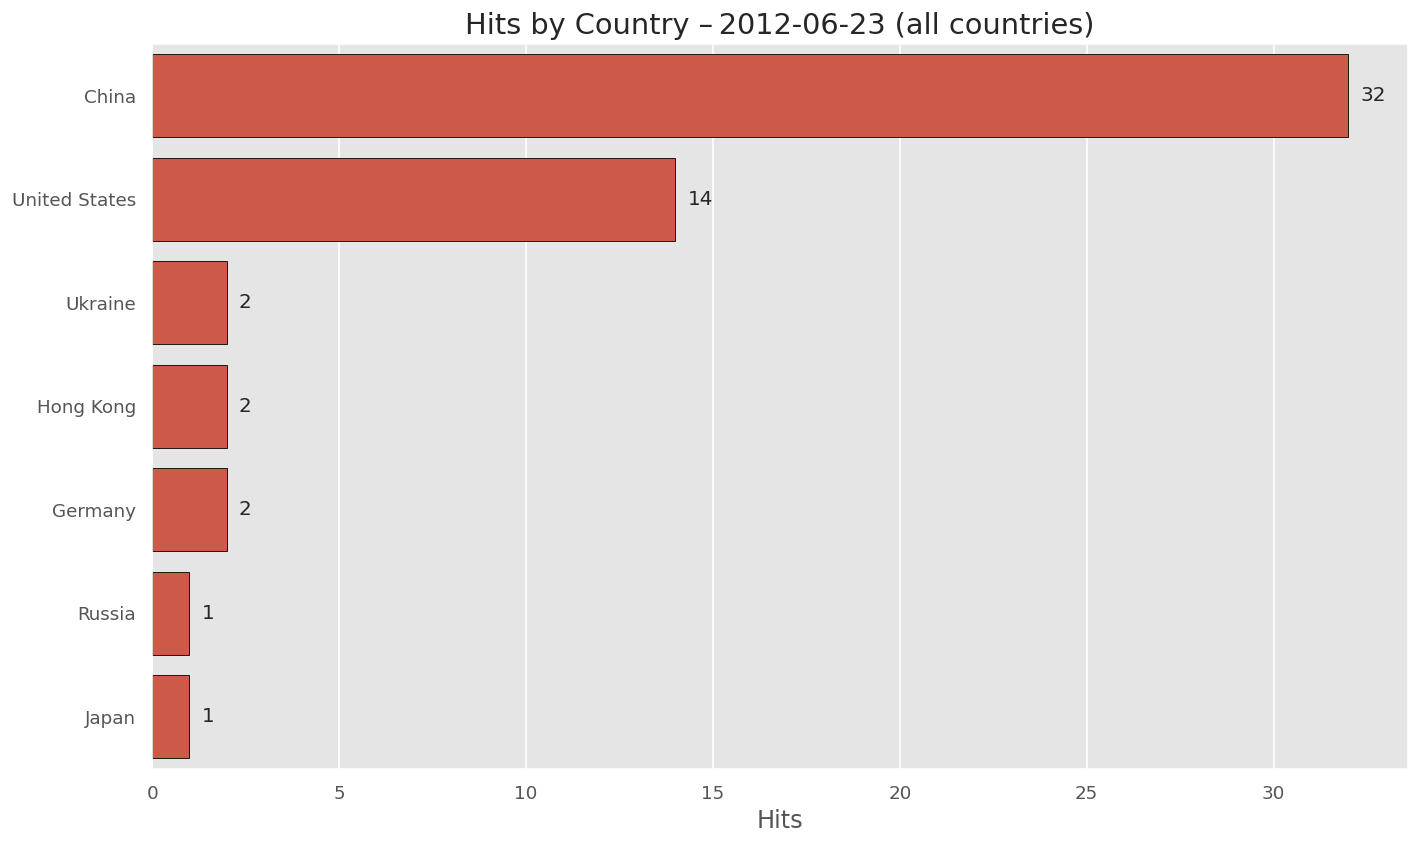 Hits by Country – 2012-06-23 (all countries)
China 32
United States 14
Ukraine 2
Hong Kong 2
Germany 2
Russia 1
Japan 1
0 5 10 15 20 25 30
Hits